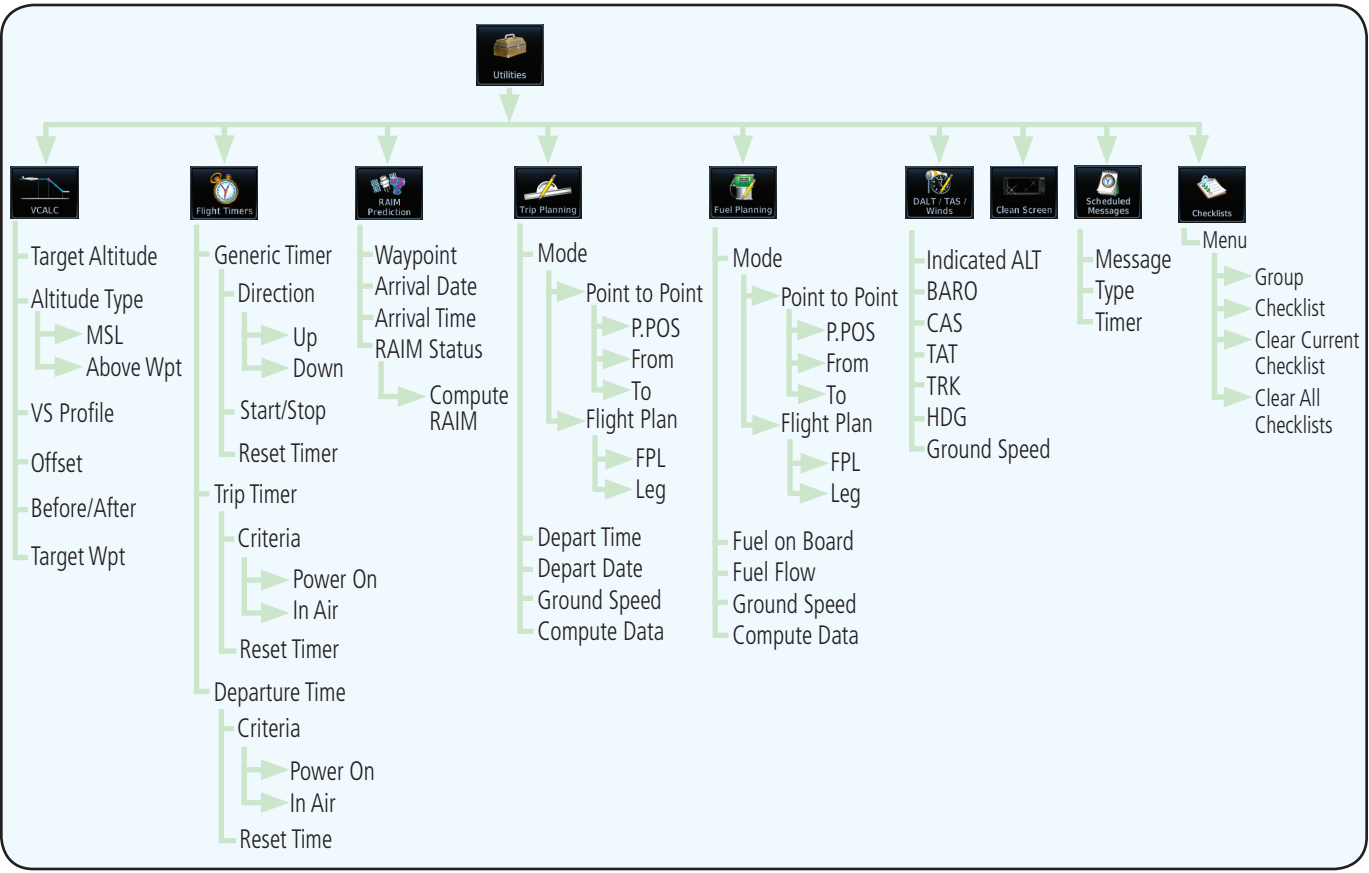 Utilities
VCALC
Target Altitude
Altitude Type
MSL
Above Wpt
VS Profile
Offset
Before/After
Target Wpt
Flight Timers
Generic Timer
Direction
Up
Down
Start/Stop
Reset Timer
Trip Timer
Criteria
Power On
In Air
Reset Timer
Departure Time
Criteria
Power On
In Air
Reset Time
RAIM
Prediction
Waypoint
Arrival Date
Arrival Time
RAIM Status
Compute
RAIM
Trip Planning
Mode
Point to Point
P.POS
From
To
Flight Plan
FPL
Leg
Depart Time
Depart Date
Ground Speed
Compute Data
Fuel Planning
Mode
Point to Point
P.POS
From
To
Flight Plan
FPL
Leg
Fuel on Board
Fuel Flow
Ground Speed
Compute Data
DALT / TAS /
Winds
Indicated ALT
BARO
CAS
TAT
TRK
HDG
Ground Speed
Clean Screen
Scheduled
Messages
Message
Type
Timer
Checklists
Menu
Group
Checklist
Clear Current
Checklist
Clear All
Checklists